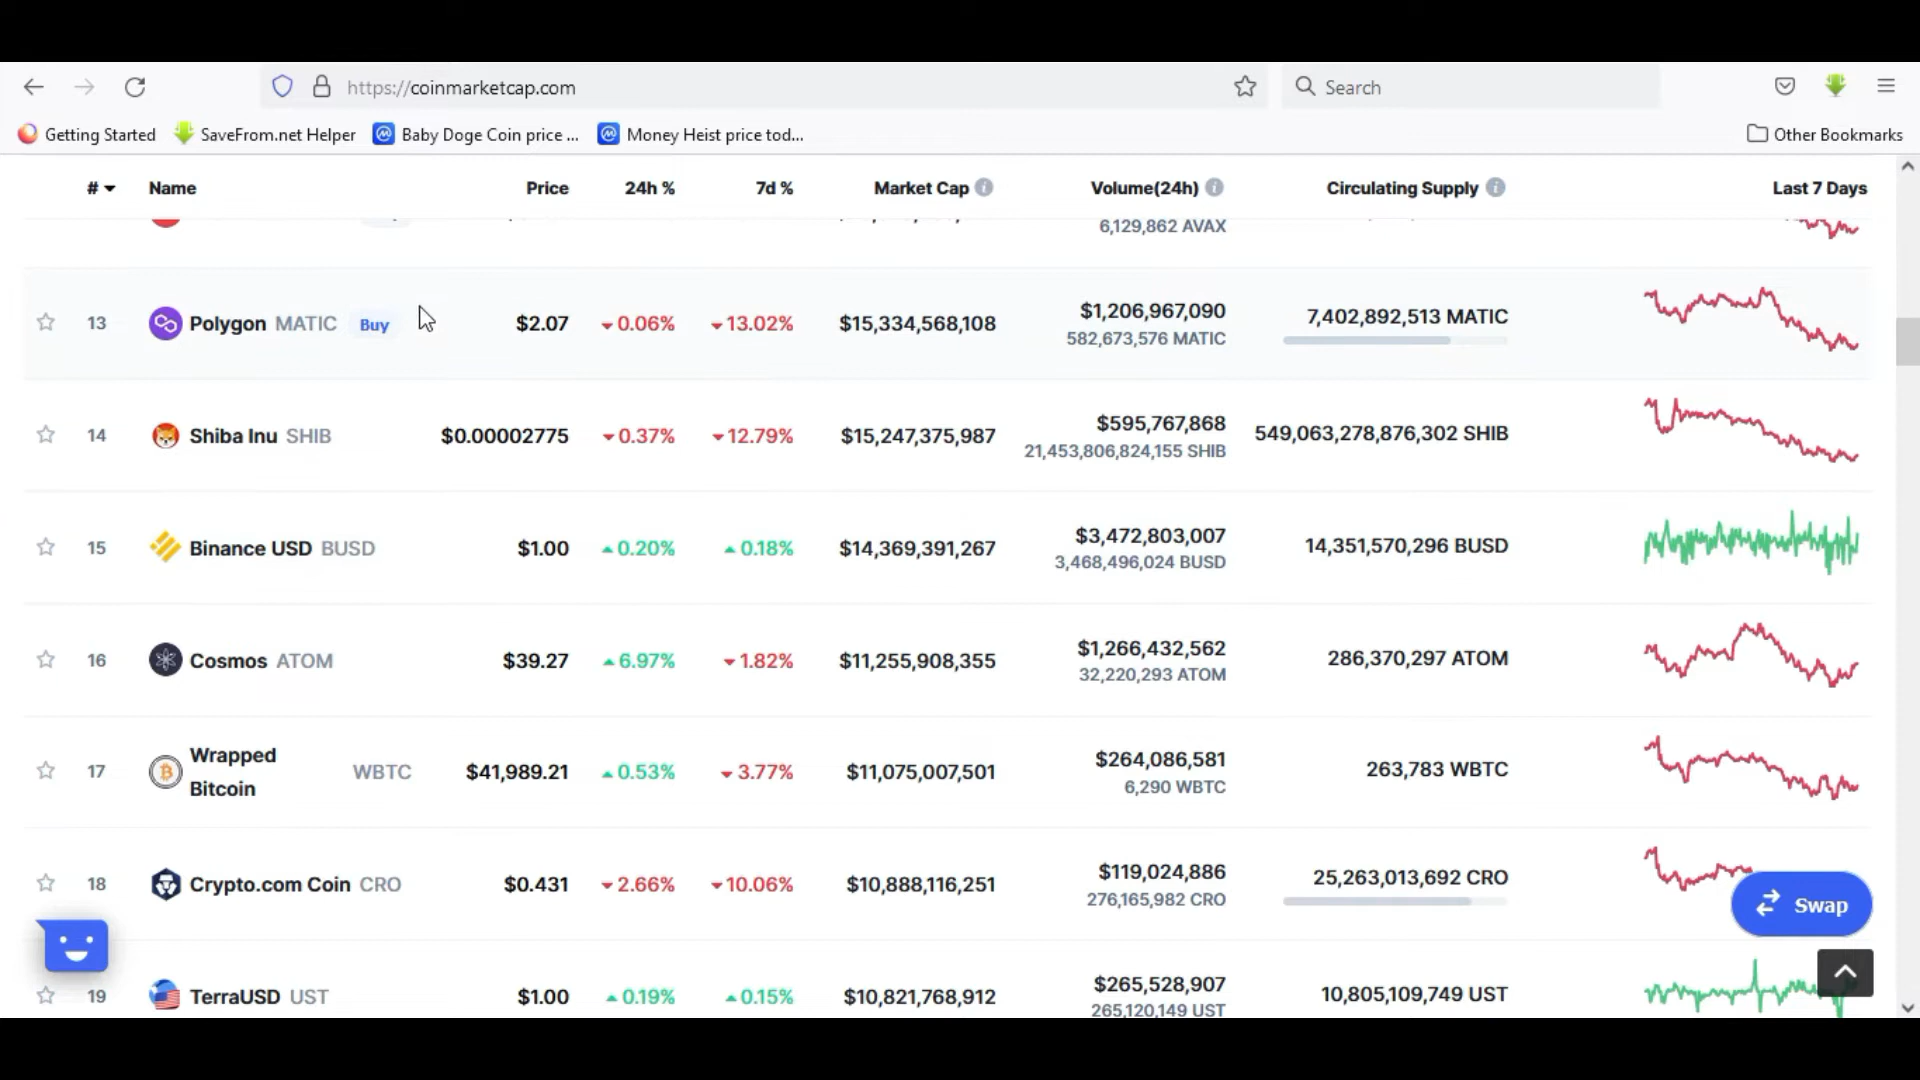 https://coinmarketcap.com Search
Getting Started SaveFrom.net Helper Baby Doge Coin price ... Money Heist price tod... Other Bookmarks
# Name Price 24h % 7d % Market Cap Volume(24h) Circulating Supply Last 7 Days
6,129,862 AVAX
13 Polygon MATIC Buy $2.07 0.06% 13.02% $15,334,568,108 $1,206,967,090 7,402,892,513 MATIC
582,673,576 MATIC
14 Shiba Inu SHIB $0.00002775 0.37% 12.79% $15,247,375,987 $595,767,868 549,063,278,876,302 SHIB
21,453,806,824,155 SHIB
15 Binance USD BUSD $1.00 0.20% 0.18% $14,369,391,267 $3,472,803,007 14,351,570,296 BUSD
3,468,496,024 BUSD
16 Cosmos ATOM $39.27 6.97% 1.82% $11,255,908,355 $1,266,432,562 286,370,297 ATOM
32,220,293 ATOM
17 Wrapped Bitcoin WBTC $41,989.21 0.53% 3.77% $11,075,007,501 $264,086,581 263,783 WBTC
6,290 WBTC
18 Crypto.com Coin CRO $0.431 2.66% 10.06% $10,888,116,251 $119,024,886 25,263,013,692 CRO
276,165,982 CRO
Swap
19 TerraUSD UST $1.00 0.19% 0.15% $10,821,768,912 $265,528,907 10,805,109,749 UST
265,120,149 UST